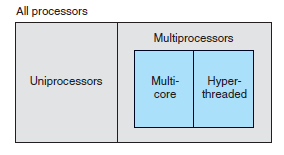 All processors
Multiprocessors
Uniprocessors
Multi-
core
Hyper-
threaded